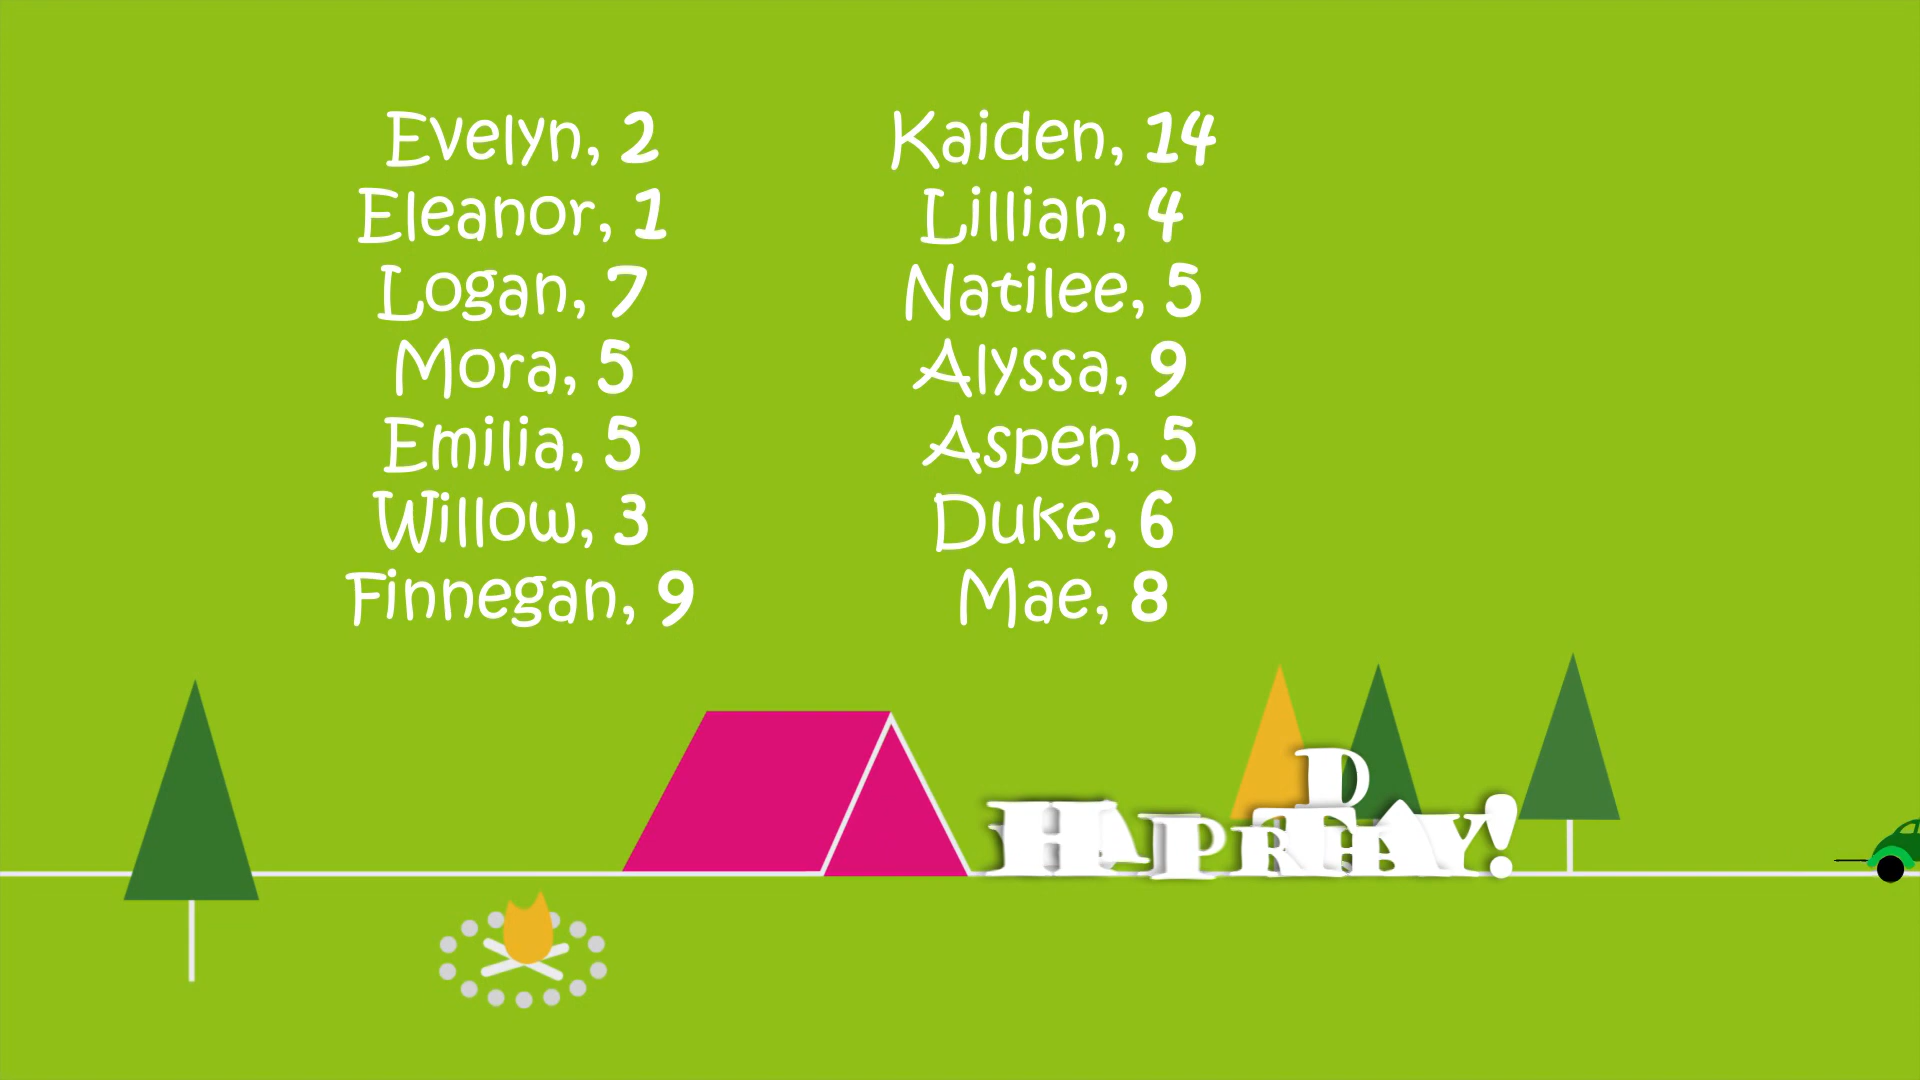 Evelyn, 2
Eleanor, 1
Logan, 7
Mora, 5
Emilia, 5
Willow, 3
Finnegan, 9
Kaiden, 14
Lillian, 4
Natilee, 5
Alyssa, 9
Aspen, 5
Duke, 6
Mae, 8